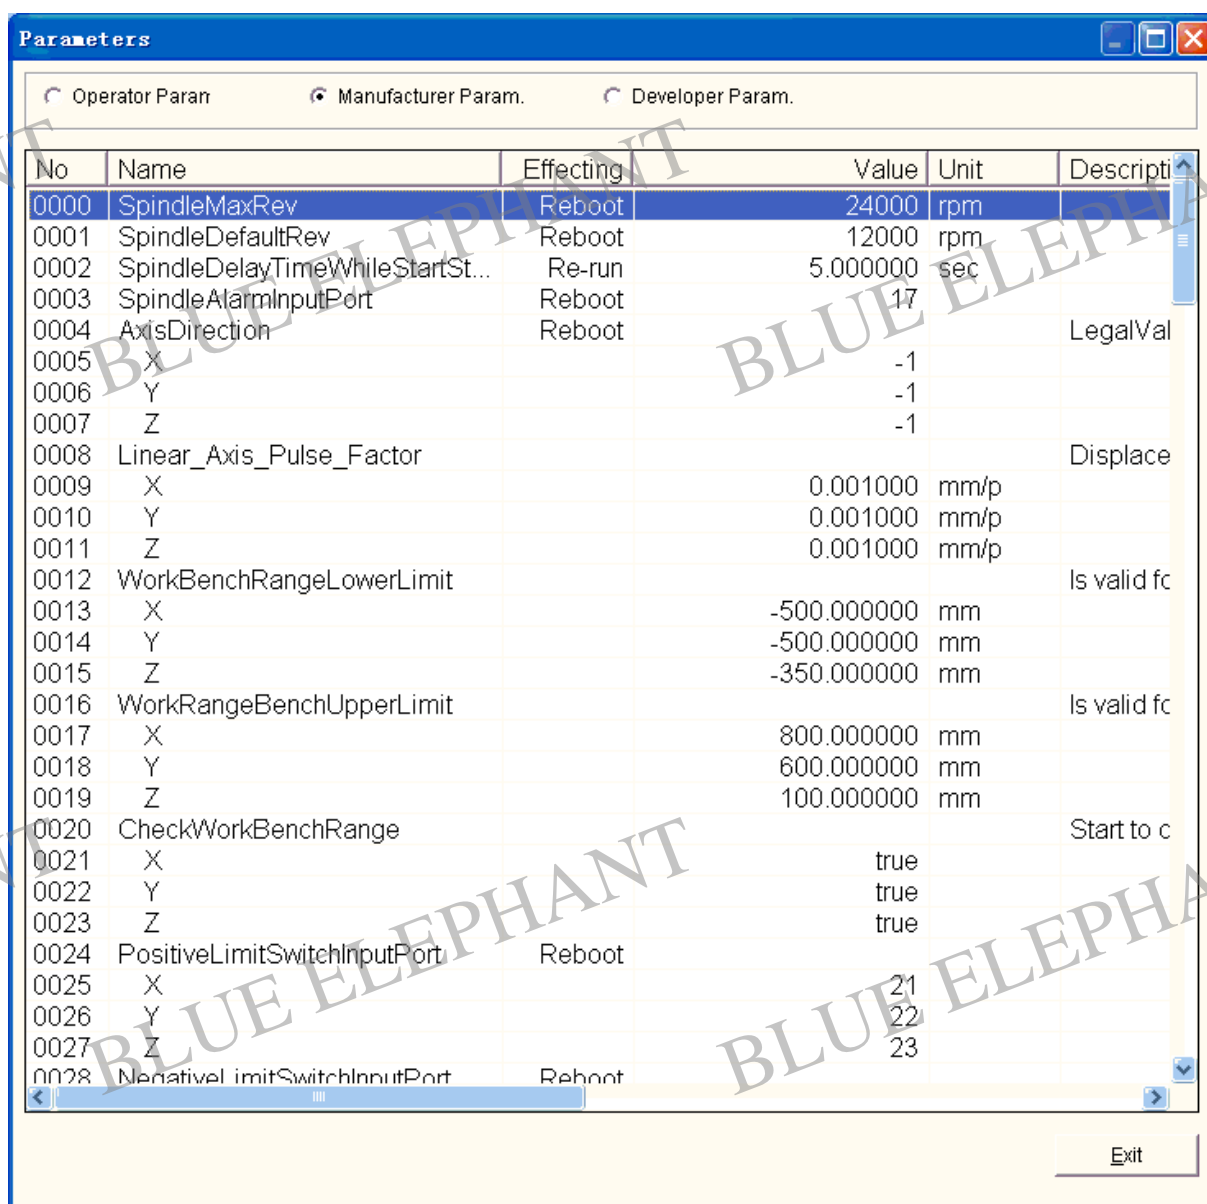 Parameters
Operator Param Manufacturer Param. Developer Param.
No Name Effecting Value Unit Descripti
0000 SpindleMaxRev Reboot 24000 rpm
0001 SpindleDefaultRev Reboot 12000 rpm
0002 SpindleDelayTimeWhileStartSt... Re-run 5.000000 sec
0003 SpindleAlarmInputPort Reboot 17
0004 AxisDirection Reboot LegalVal
0005 X -1
0006 Y -1
0007 Z -1
0008 Linear_Axis_Pulse_Factor Displace
0009 X 0.001000 mm/p
0010 Y 0.001000 mm/p
0011 Z 0.001000 mm/p
0012 WorkBenchRangeLowerLimit Is valid fo
0013 X -500.000000 mm
0014 Y -500.000000 mm
0015 Z -350.000000 mm
0016 WorkRangeBenchUpperLimit Is valid fo
0017 X 800.000000 mm
0018 Y 600.000000 mm
0019 Z 100.000000 mm
0020 CheckWorkBenchRange Start to c
0021 X true
0022 Y true
0023 Z true
0024 PositiveLimitSwitchInputPort Reboot
0025 X 21
0026 Y 22
0027 Z 23
0028 NegativeLimitSwitchInputPort Reboot
Exit
BLUE ELEPHANT
BLUE ELEPHANT
BLUE ELEPHANT
BLUE ELEPHANT